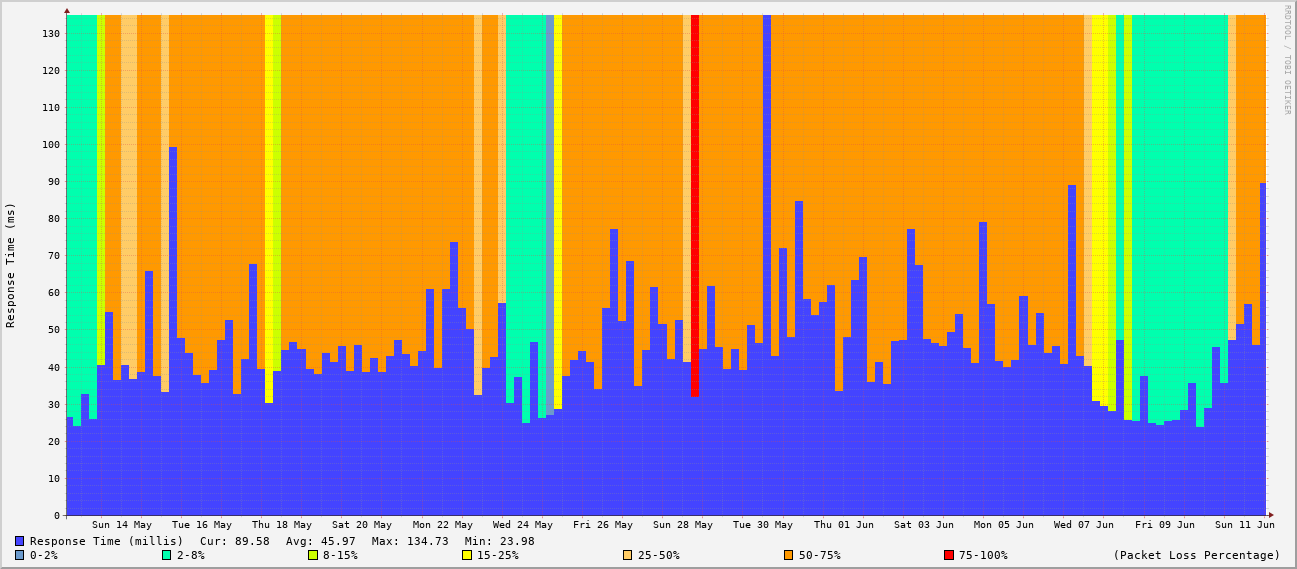 RRDTOOL / TOBI OETIKER
Response Time (ms)
130
120
110
100
90
80
70
60
50
40
30
20
10
0
Sun 14 May Tue 16 May Thu 18 May Sat 20 May Mon 22 May Wed 24 May Fri 26 May Sun 28 May Tue 30 May Thu 01 Jun Sat 03 Jun Mon 05 Jun Wed 07 Jun Fri 09 Jun Sun 11 Jun
Response Time (millis) Cur: 89.58 Avg: 45.97 Max: 134.73 Min: 23.98
0-2% 2-8% 8-15% 15-25% 25-50% 50-75% 75-100% (Packet Loss Percentage)